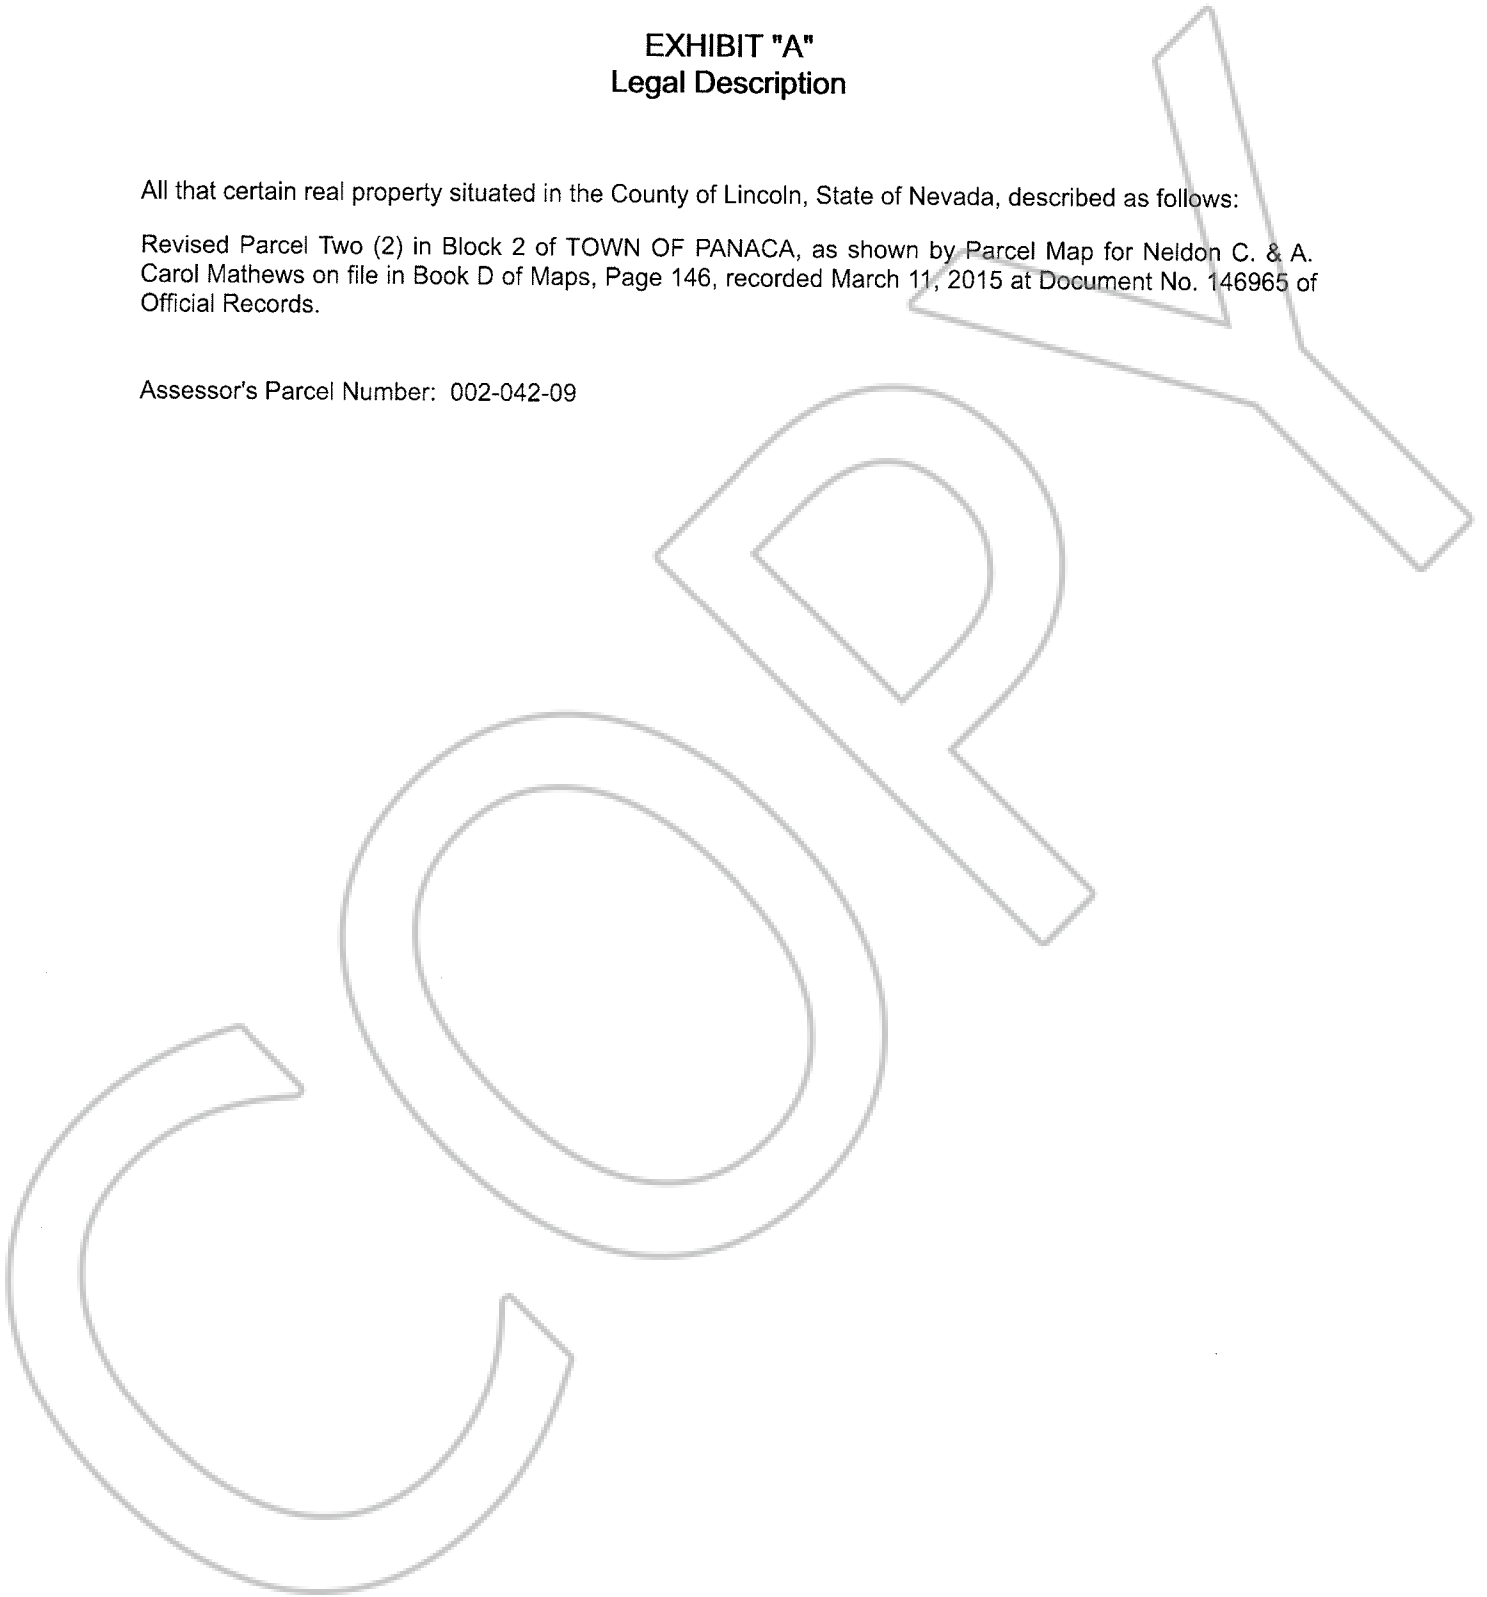 EXHIBIT "A"
Legal Description
All that certain real property situated in the County of Lincoln, State of Nevada, described as follows:
Revised Parcel Two (2) in Block 2 of TOWN OF PANACA, as shown by Parcel Map for Neldon C. & A.
Carol Mathews on file in Book D of Maps, Page 146, recorded March 11, 2015 at Document No. 146965 of
Official Records.
Assessor's Parcel Number: 002-042-09
COPY